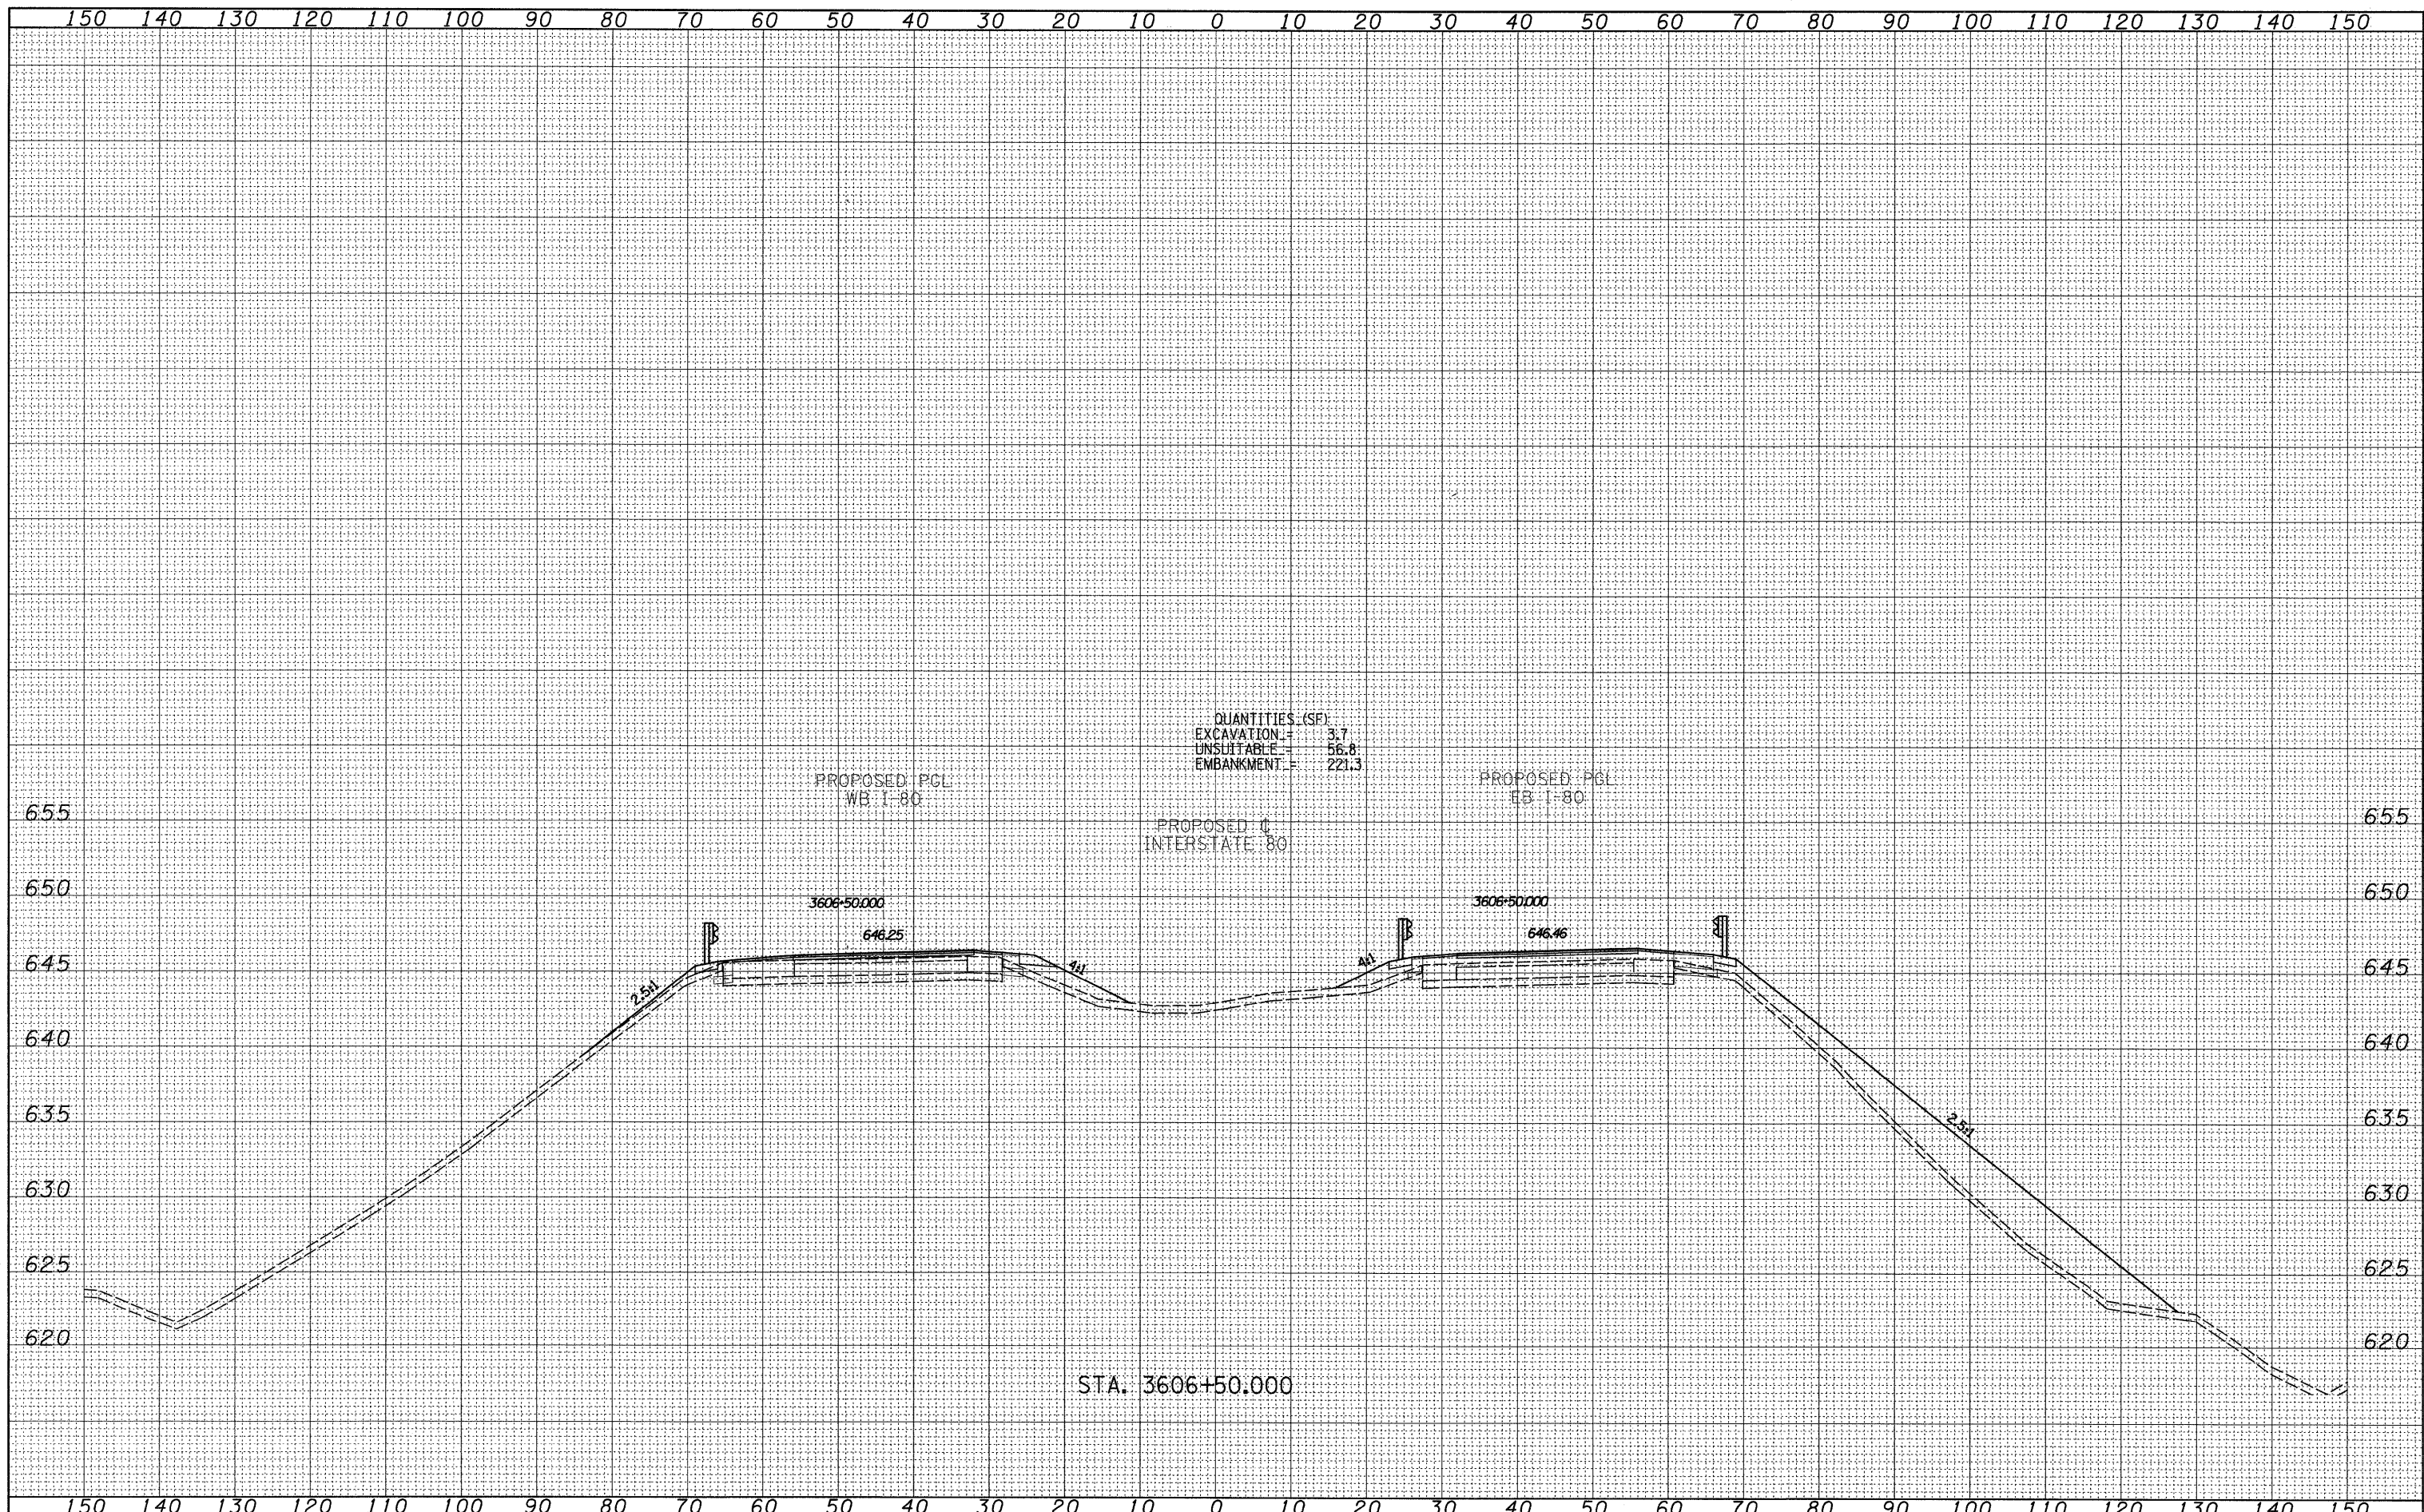 150 140 130 120 110 100 90 80 70 60 50 40 30 20 10 0 10 20 30 40 50 60 70 80 90 100 110 120 130 140 150
QUANTITIES (SF)
EXCAVATION = 3.7
UNSUITABLE = 56.8
EMBANKMENT = 221.3
PROPOSED PGL
WB I-80
PROPOSED PGL
EB I-80
PROPOSED ℄
INTERSTATE 80
655 655
650 650
3606+50.000 3606+50.000
646.25 646.46
645 645
4:1 4:1
2.5:1
640 640
635 635
2.5:1
630 630
625 625
620 620
STA. 3606+50.000
150 140 130 120 110 100 90 80 70 60 50 40 30 20 10 0 10 20 30 40 50 60 70 80 90 100 110 120 130 140 150